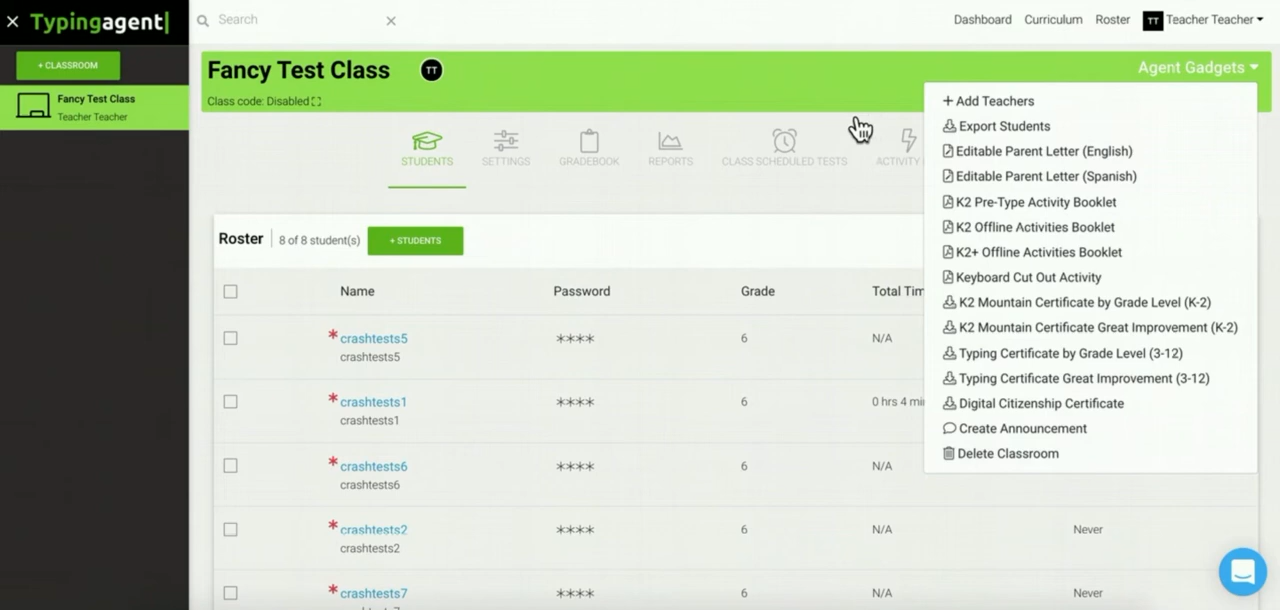 × Typingagent|
Search ×
Dashboard Curriculum Roster TT Teacher Teacher
+ CLASSROOM
Fancy Test Class
Teacher Teacher
Fancy Test Class TT
Class code: Disabled
Agent Gadgets
+ Add Teachers
Export Students
Editable Parent Letter (English)
Editable Parent Letter (Spanish)
K2 Pre-Type Activity Booklet
K2 Offline Activities Booklet
K2+ Offline Activities Booklet
Keyboard Cut Out Activity
K2 Mountain Certificate by Grade Level (K-2)
K2 Mountain Certificate Great Improvement (K-2)
Typing Certificate by Grade Level (3-12)
Typing Certificate Great Improvement (3-12)
Digital Citizenship Certificate
Create Announcement
Delete Classroom
STUDENTS SETTINGS GRADEBOOK REPORTS CLASS SCHEDULED TESTS ACTIVITY
Roster | 8 of 8 student(s) + STUDENTS
Name Password Grade Total Tim
* crashtests5 **** 6 N/A
crashtests5
* crashtests1 **** 6 0 hrs 4 min
crashtests1
* crashtests6 **** 6 N/A
crashtests6
* crashtests2 **** 6 N/A Never
crashtests2
* crashtests7 **** 6 N/A Never